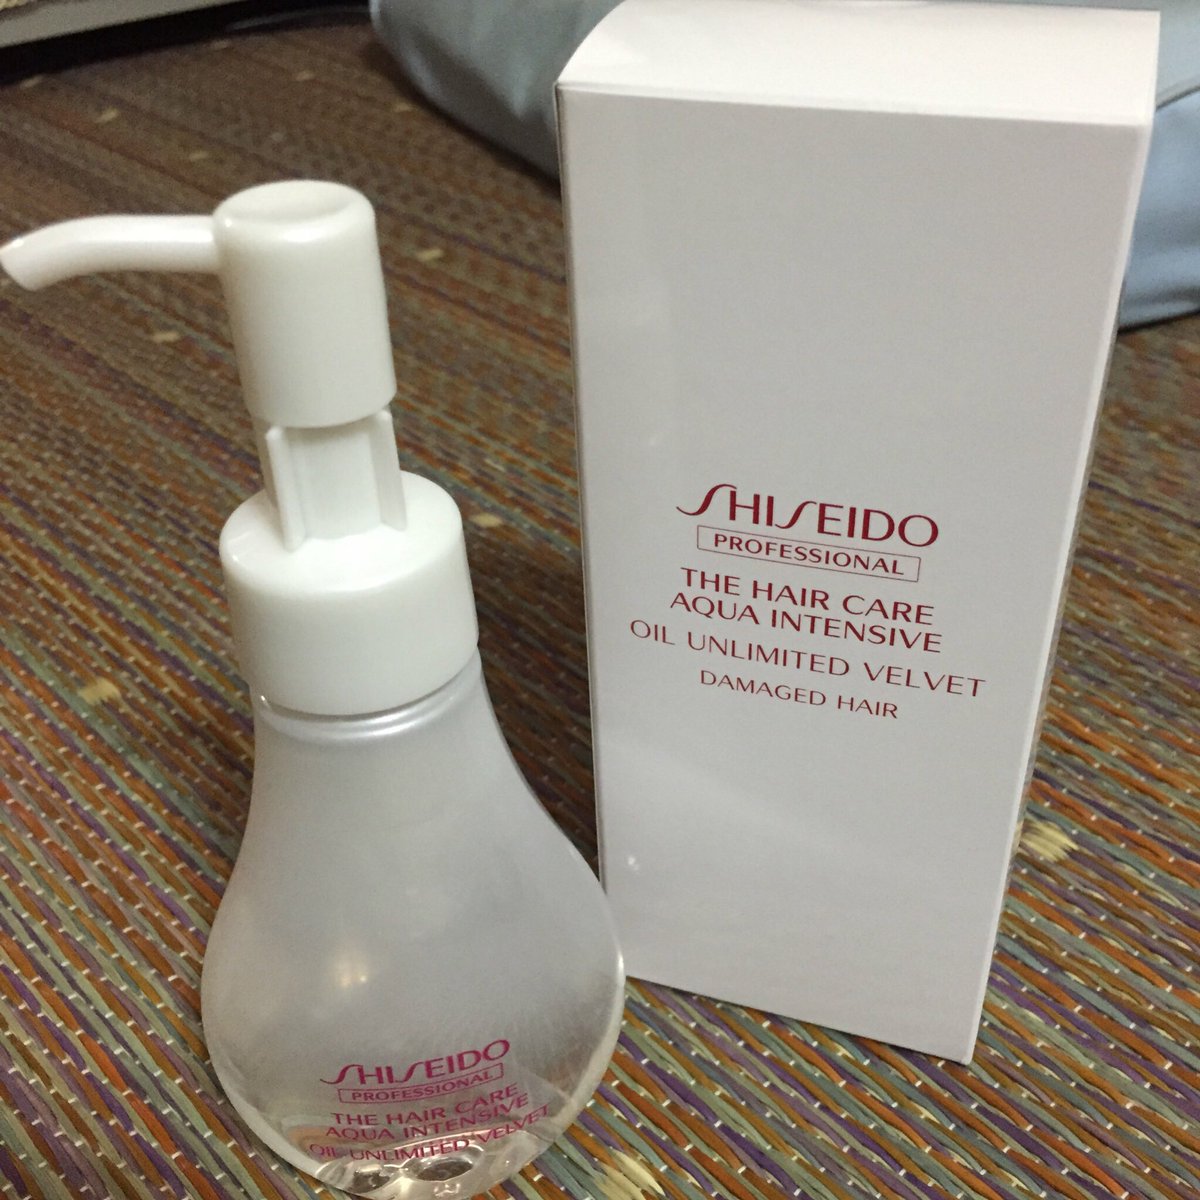 SHISEIDO
PROFESSIONAL
THE HAIR CARE
AQUA INTENSIVE
OIL UNLIMITED VELVET
DAMAGED HAIR
SHISEIDO
PROFESSIONAL
THE HAIR CARE
AQUA INTENSIVE
OIL UNLIMITED VELVET